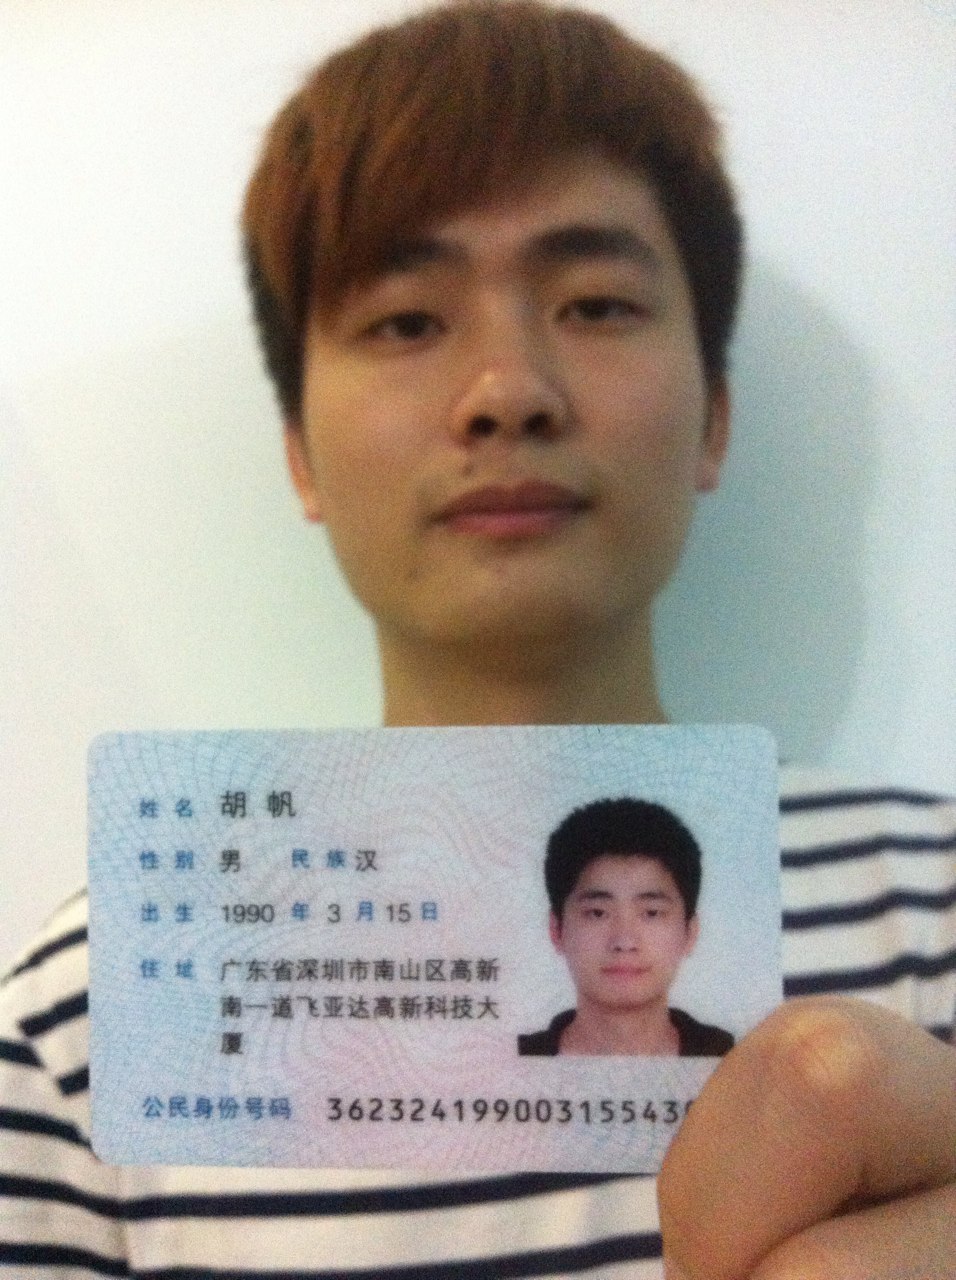 姓名 胡帆
性别 男 民族 汉
出生 1990 年 3 月 15 日
住址 广东省深圳市南山区高新
南一道飞亚达高新科技大
厦
公民身份号码 36232419900315543